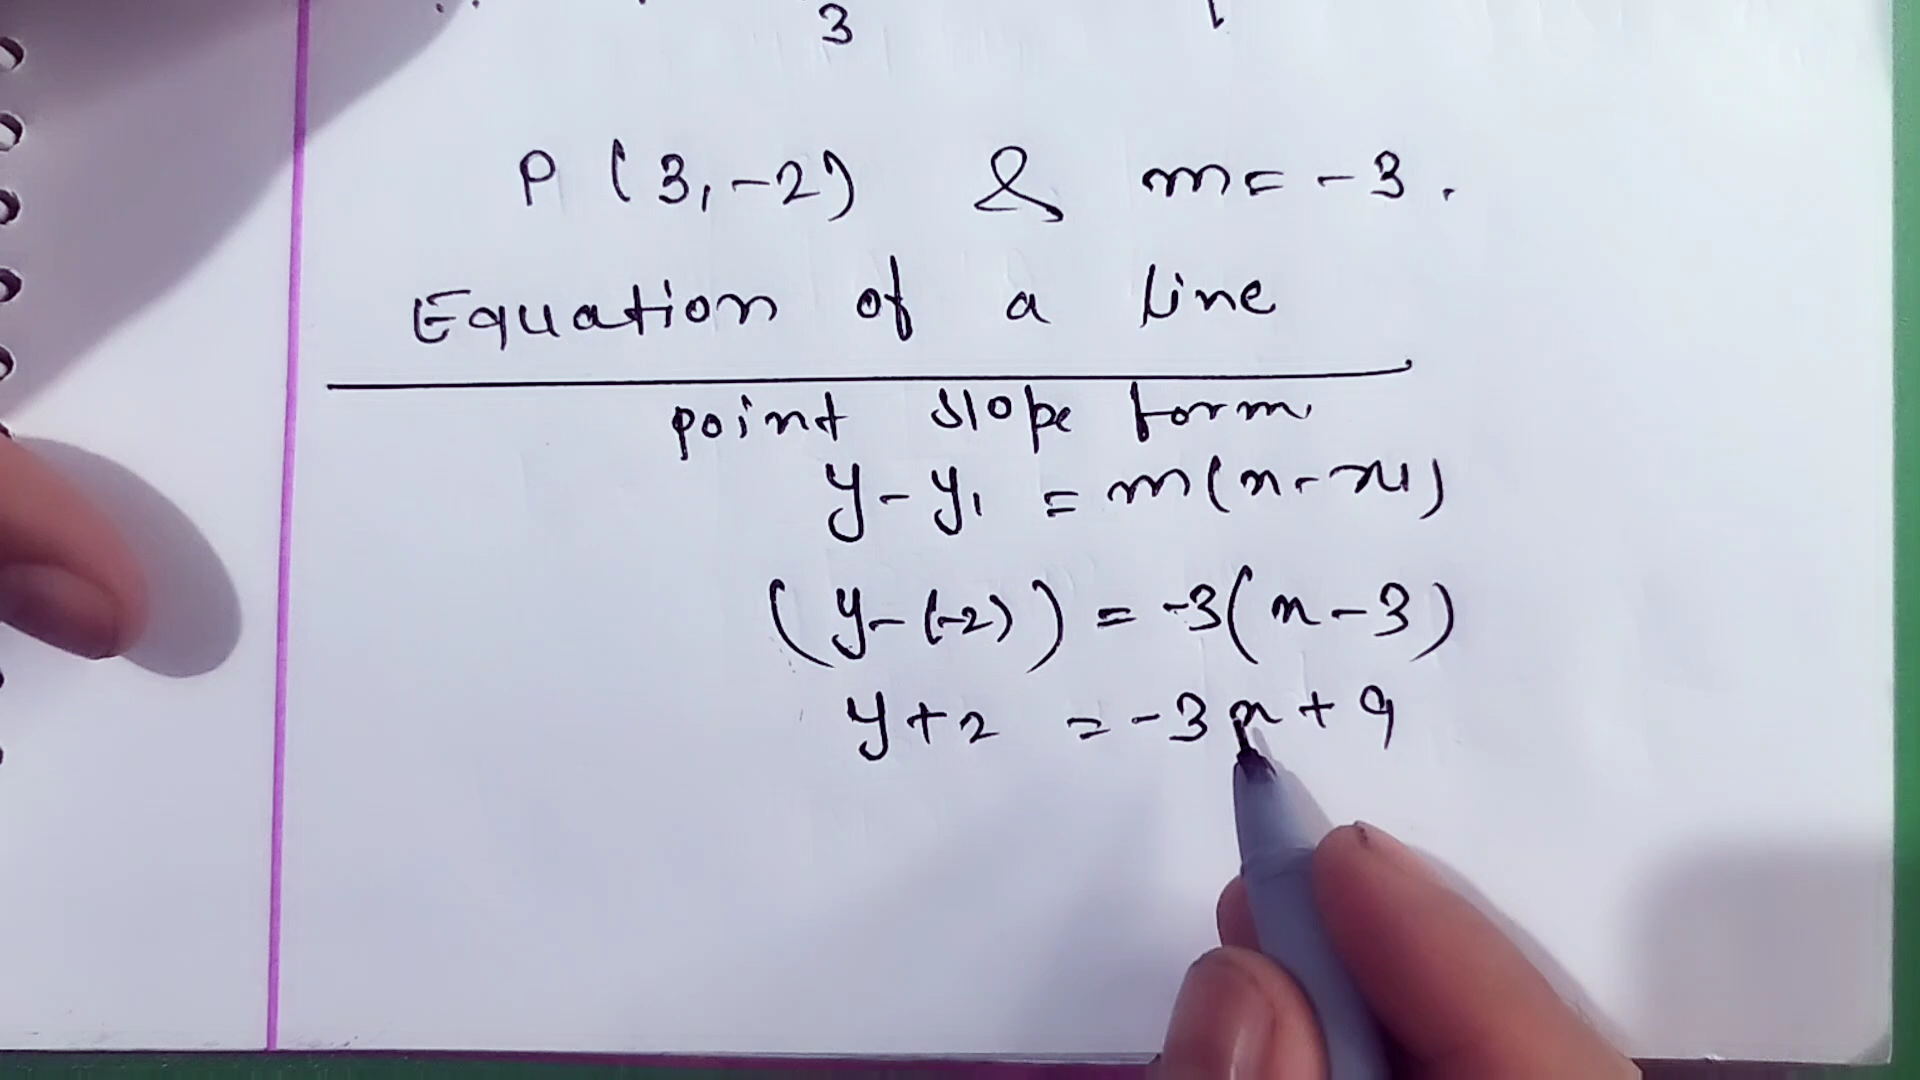 3
P (3, -2) & m = -3.
Equation of a line
point slope form
y - y₁ = m(x - x₁)
(y - (-2)) = -3(x - 3)
y + 2 = -3x + 9